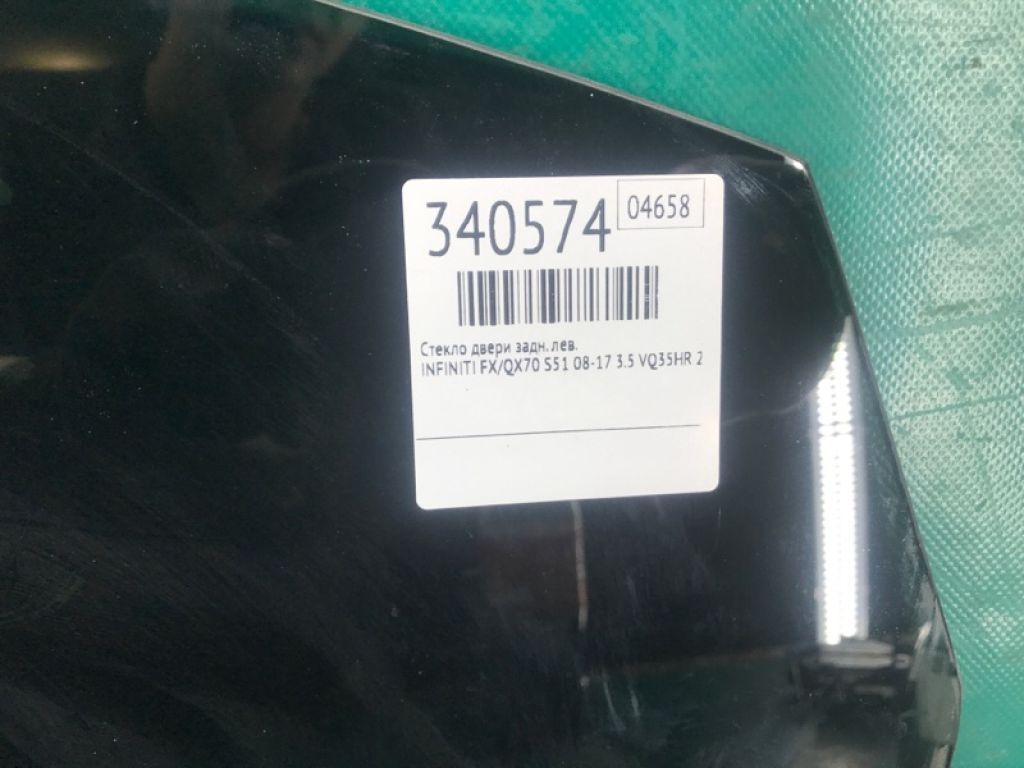 340574
04658
Стекло двери задн. лев.
INFINITI FX/QX70 S51 08-17 3.5 VQ35HR 2